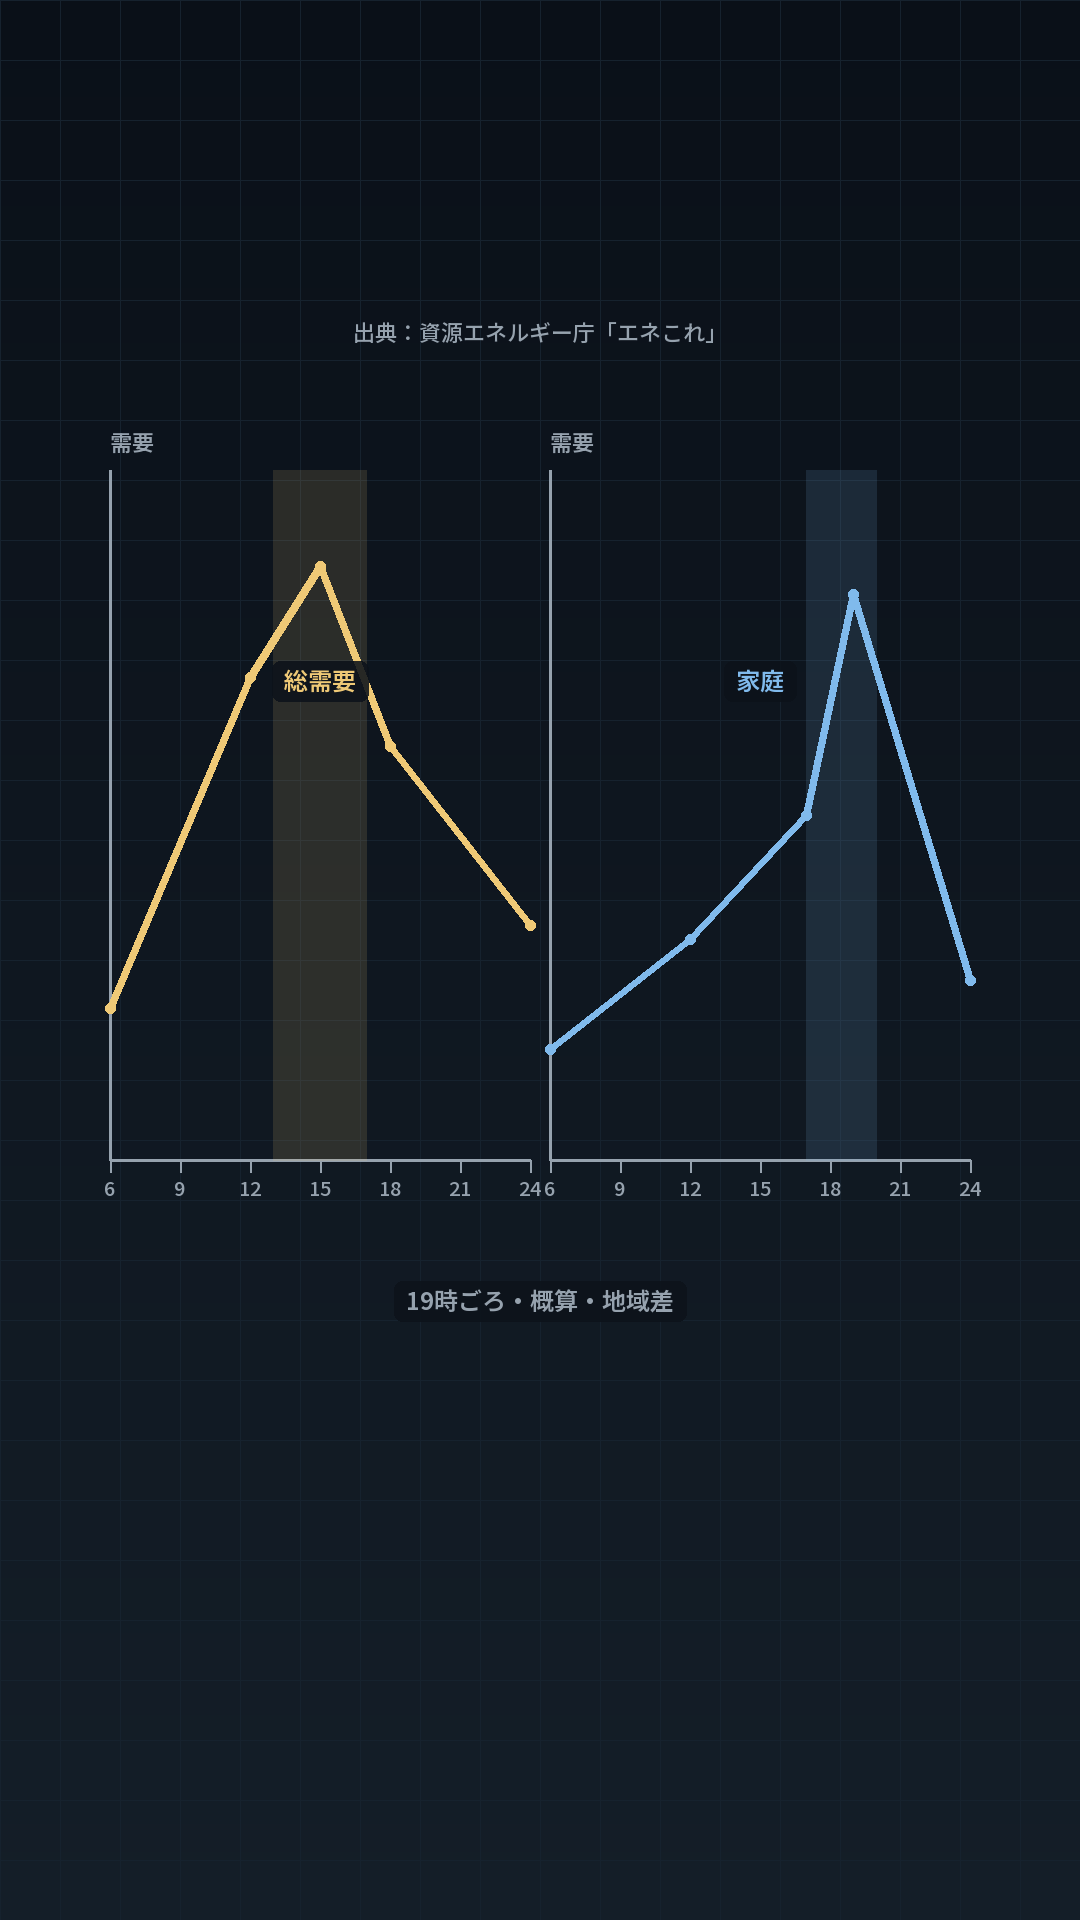 出典：資源エネルギー庁「エネこれ」
需要
需要
総需要
家庭
6 9 12 15 18 21 24
6 9 12 15 18 21 24
19時ごろ・概算・地域差